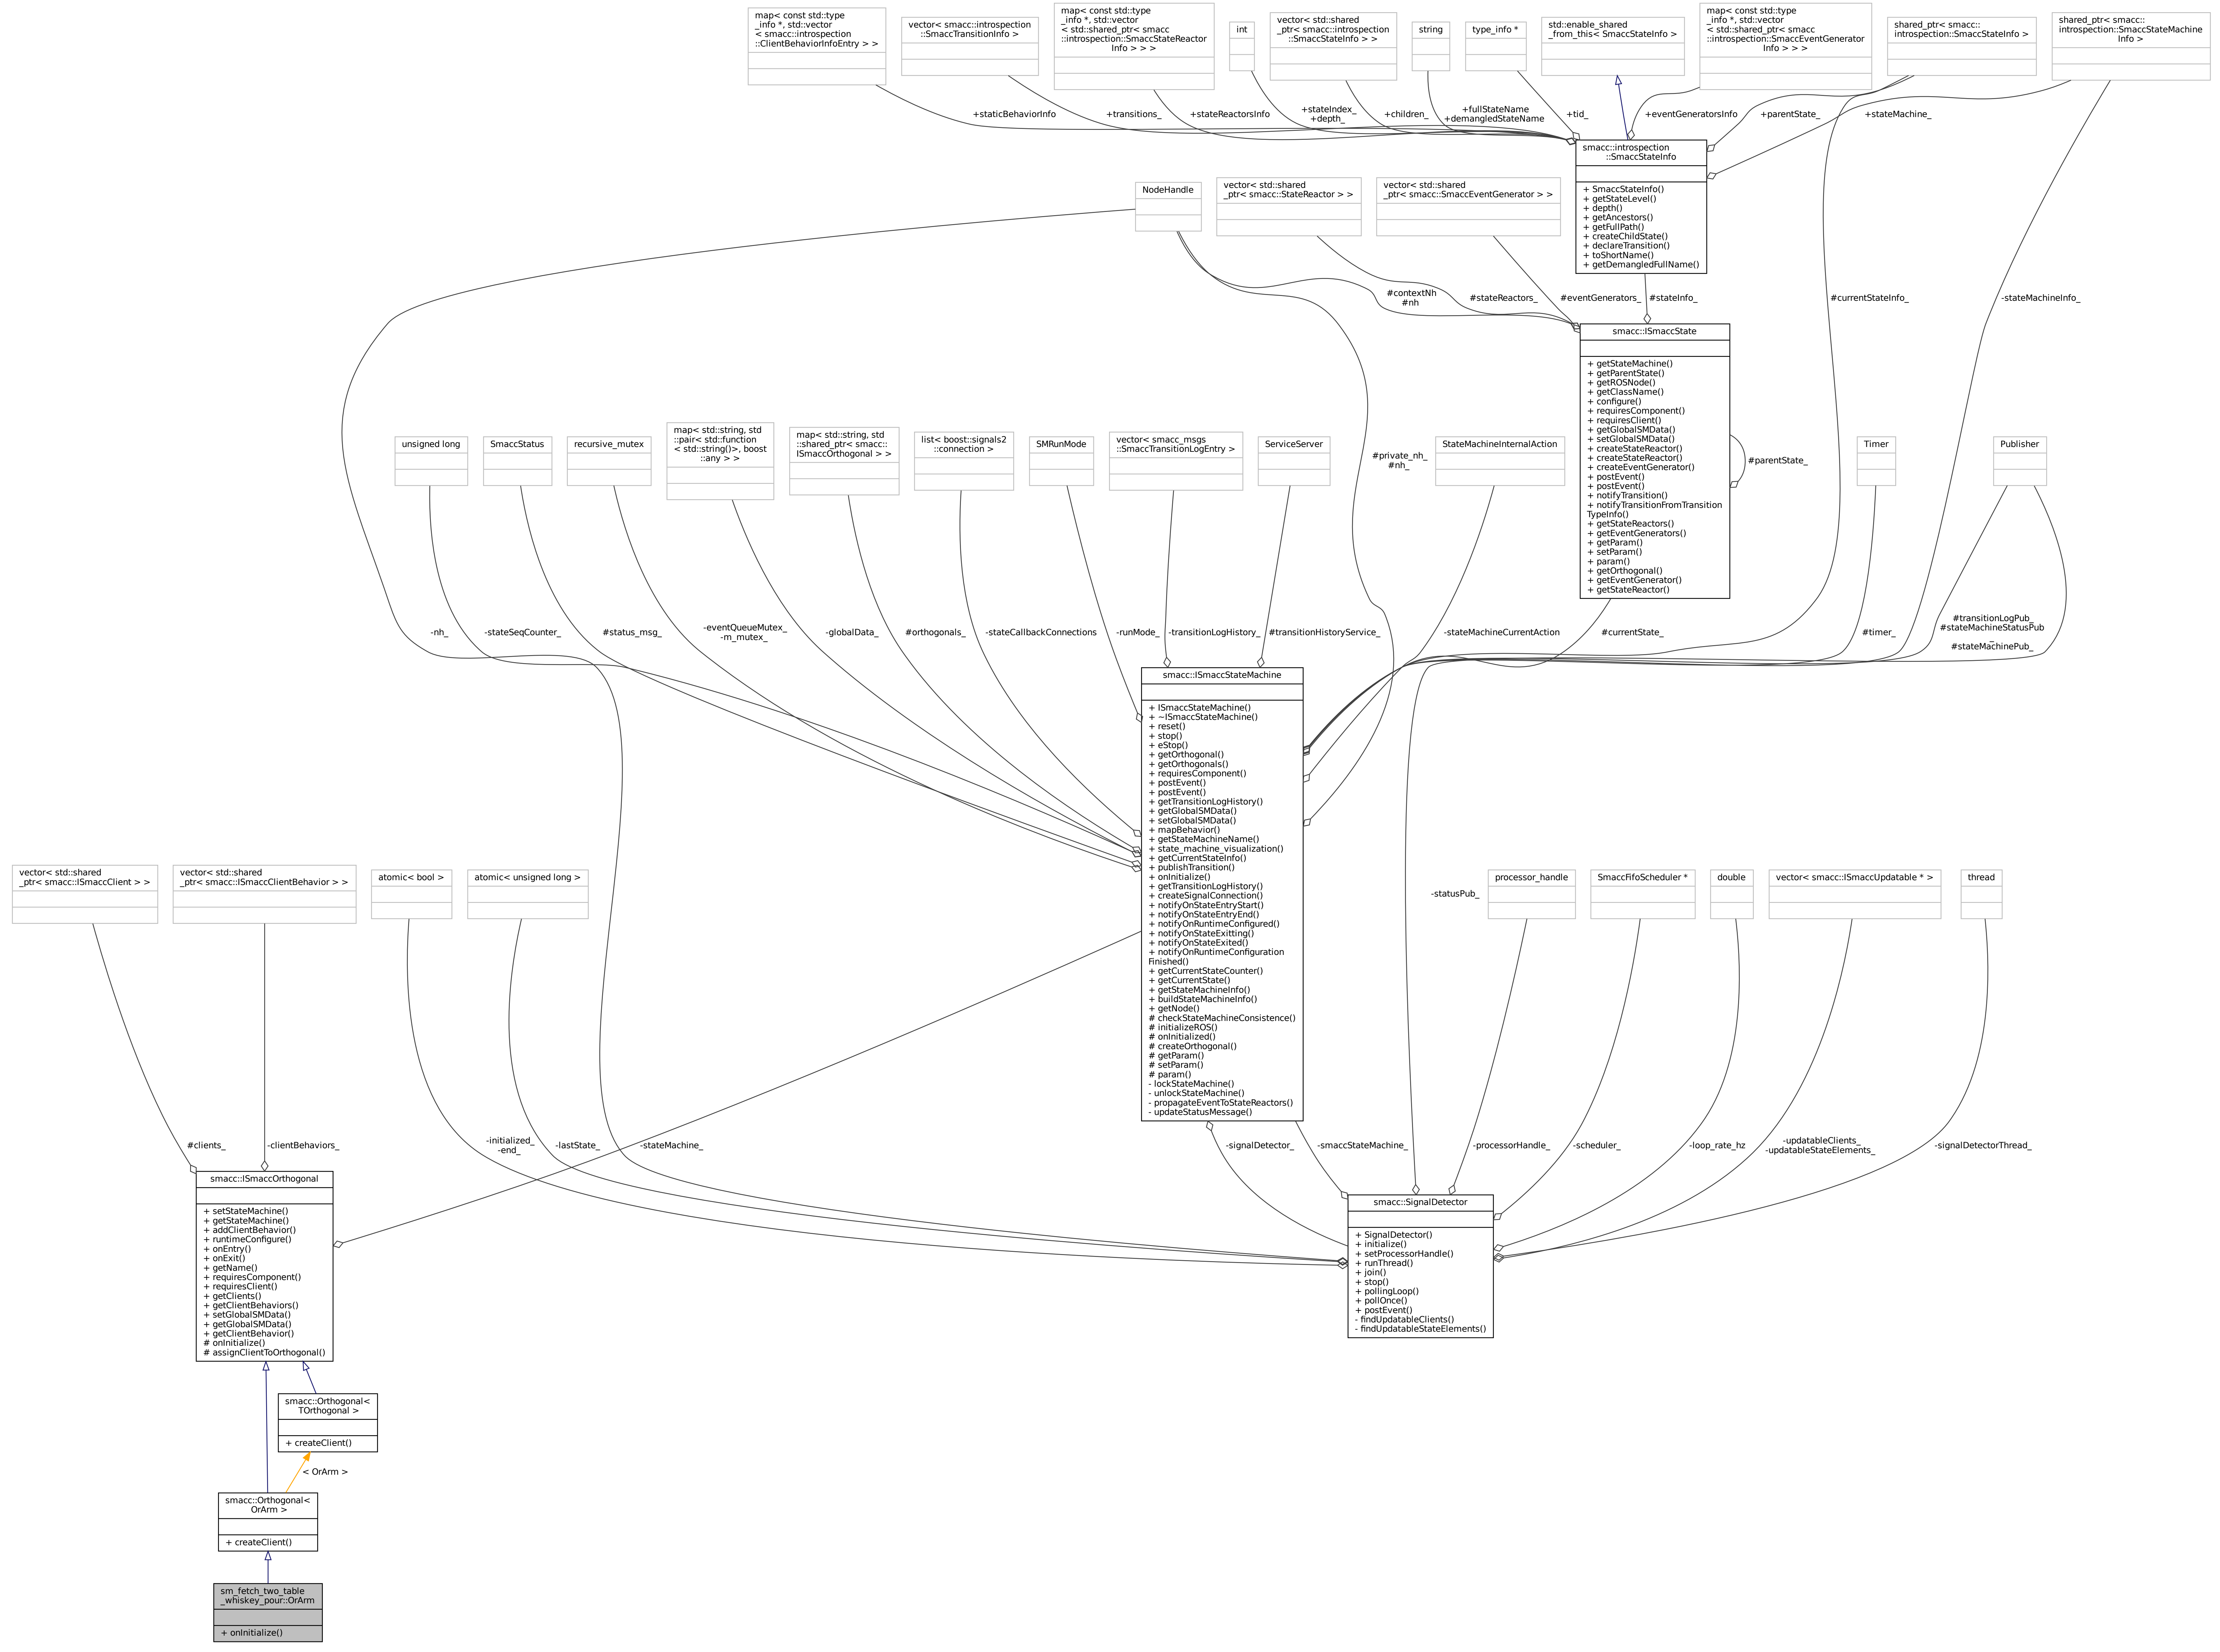 map< const std::type
_info *, std::vector
< smacc::introspection
::ClientBehaviorInfoEntry > >
vector< smacc::introspection
::SmaccTransitionInfo >
map< const std::type
_info *, std::vector
< std::shared_ptr< smacc
::introspection::SmaccStateReactor
Info > > >
int
vector< std::shared
_ptr< smacc::introspection
::SmaccStateInfo > >
string
type_info *
std::enable_shared
_from_this< SmaccStateInfo >
map< const std::type
_info *, std::vector
< std::shared_ptr< smacc
::introspection::SmaccEventGenerator
Info > > >
shared_ptr< smacc::
introspection::SmaccStateInfo >
shared_ptr< smacc::
introspection::SmaccStateMachine
Info >
+staticBehaviorInfo
+transitions_
+stateReactorsInfo
+stateIndex_
+depth_
+children_
+fullStateName
+demangledStateName
+tid_
+eventGeneratorsInfo
+parentState_
+stateMachine_
smacc::introspection
::SmaccStateInfo
+ SmaccStateInfo()
+ getStateLevel()
+ depth()
+ getAncestors()
+ getFullPath()
+ createChildState()
+ declareTransition()
+ toShortName()
+ getDemangledFullName()
NodeHandle
vector< std::shared
_ptr< smacc::StateReactor > >
vector< std::shared
_ptr< smacc::SmaccEventGenerator > >
#contextNh
#nh
#stateReactors_
#eventGenerators_
#stateInfo_
#currentStateInfo_
-stateMachineInfo_
smacc::ISmaccState
+ getStateMachine()
+ getParentState()
+ getROSNode()
+ getClassName()
+ configure()
+ requiresComponent()
+ requiresClient()
+ getGlobalSMData()
+ setGlobalSMData()
+ createStateReactor()
+ createStateReactor()
+ createEventGenerator()
+ postEvent()
+ postEvent()
+ notifyTransition()
+ notifyTransitionFromTransition
TypeInfo()
+ getStateReactors()
+ getEventGenerators()
+ getParam()
+ setParam()
+ param()
+ getOrthogonal()
+ getEventGenerator()
+ getStateReactor()
#parentState_
unsigned long
SmaccStatus
recursive_mutex
map< std::string, std
::pair< std::function
< std::string()>, boost
::any > >
map< std::string, std
::shared_ptr< smacc::
ISmaccOrthogonal > >
list< boost::signals2
::connection >
SMRunMode
vector< smacc_msgs
::SmaccTransitionLogEntry >
ServiceServer
#private_nh_
#nh_
StateMachineInternalAction
Timer
Publisher
-nh_
-stateSeqCounter_
#status_msg_
-eventQueueMutex_
-m_mutex_
-globalData_
#orthogonals_
-stateCallbackConnections
-runMode_
-transitionLogHistory_
#transitionHistoryService_
-stateMachineCurrentAction
#currentState_
#timer_
#transitionLogPub_
#stateMachineStatusPub
_
#stateMachinePub_
smacc::ISmaccStateMachine
+ ISmaccStateMachine()
+ ~ISmaccStateMachine()
+ reset()
+ stop()
+ eStop()
+ getOrthogonal()
+ getOrthogonals()
+ requiresComponent()
+ postEvent()
+ postEvent()
+ getTransitionLogHistory()
+ getGlobalSMData()
+ setGlobalSMData()
+ mapBehavior()
+ getStateMachineName()
+ state_machine_visualization()
+ getCurrentStateInfo()
+ publishTransition()
+ onInitialize()
+ getTransitionLogHistory()
+ createSignalConnection()
+ notifyOnStateEntryStart()
+ notifyOnStateEntryEnd()
+ notifyOnRuntimeConfigured()
+ notifyOnStateExitting()
+ notifyOnStateExited()
+ notifyOnRuntimeConfiguration
Finished()
+ getCurrentStateCounter()
+ getCurrentState()
+ getStateMachineInfo()
+ buildStateMachineInfo()
+ getNode()
# checkStateMachineConsistence()
# initializeROS()
# onInitialized()
# createOrthogonal()
# getParam()
# setParam()
# param()
- lockStateMachine()
- unlockStateMachine()
- propagateEventToStateReactors()
- updateStatusMessage()
vector< std::shared
_ptr< smacc::ISmaccClient > >
vector< std::shared
_ptr< smacc::ISmaccClientBehavior > >
atomic< bool >
atomic< unsigned long >
-statusPub_
processor_handle
SmaccFifoScheduler *
double
vector< smacc::ISmaccUpdatable * >
thread
#clients_
-clientBehaviors_
-initialized_
-end_
-lastState_
-stateMachine_
-signalDetector_
-smaccStateMachine_
-processorHandle_
-scheduler_
-loop_rate_hz
-updatableClients_
-updatableStateElements_
-signalDetectorThread_
smacc::ISmaccOrthogonal
+ setStateMachine()
+ getStateMachine()
+ addClientBehavior()
+ runtimeConfigure()
+ onEntry()
+ onExit()
+ getName()
+ requiresComponent()
+ requiresClient()
+ getClients()
+ getClientBehaviors()
+ setGlobalSMData()
+ getGlobalSMData()
+ getClientBehavior()
# onInitialize()
# assignClientToOrthogonal()
smacc::SignalDetector
+ SignalDetector()
+ initialize()
+ setProcessorHandle()
+ runThread()
+ join()
+ stop()
+ pollingLoop()
+ pollOnce()
+ postEvent()
- findUpdatableClients()
- findUpdatableStateElements()
smacc::Orthogonal<
TOrthogonal >
+ createClient()
< OrArm >
smacc::Orthogonal<
OrArm >
+ createClient()
sm_fetch_two_table
_whiskey_pour::OrArm
+ onInitialize()